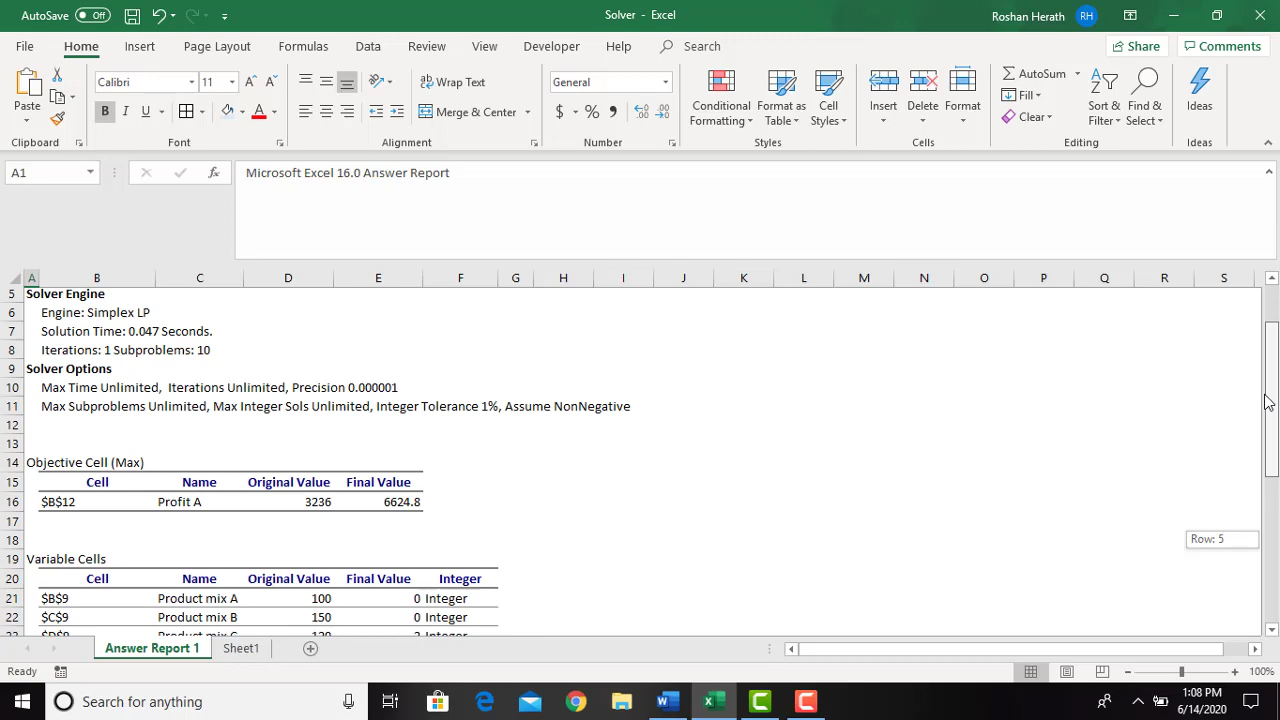 AutoSave Off
Solver - Excel
Roshan Herath RH
File Home Insert Page Layout Formulas Data Review View Developer Help Search Share Comments
Paste
Calibri 11
Wrap Text
General
B I U
Merge & Center
$ %
Conditional Formatting
Format as Table
Cell Styles
Insert Delete Format
AutoSum
Fill
Clear
Sort & Filter
Find & Select
Ideas
Clipboard Font Alignment Number Styles Cells Editing Ideas
A1 fx Microsoft Excel 16.0 Answer Report
A B C D E F G H I J K L M N O P Q R S
5 Solver Engine
6 Engine: Simplex LP
7 Solution Time: 0.047 Seconds.
8 Iterations: 1 Subproblems: 10
9 Solver Options
10 Max Time Unlimited, Iterations Unlimited, Precision 0.000001
11 Max Subproblems Unlimited, Max Integer Sols Unlimited, Integer Tolerance 1%, Assume NonNegative
12
13
14 Objective Cell (Max)
15 Cell Name Original Value Final Value
16 $B$12 Profit A 3236 6624.8
17
18
Row: 5
19 Variable Cells
20 Cell Name Original Value Final Value Integer
21 $B$9 Product mix A 100 0 Integer
22 $C$9 Product mix B 150 0 Integer
Answer Report 1 Sheet1
Ready
100%
Search for anything
1:08 PM
6/14/2020